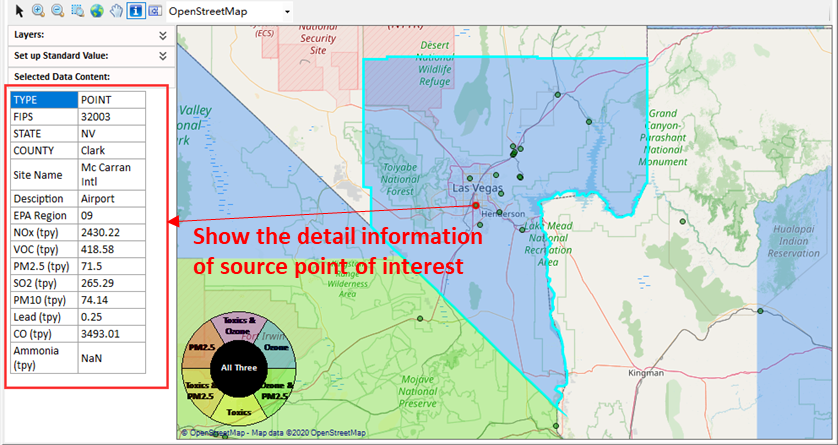 OpenStreetMap
Layers:
Set up Standard Value:
Selected Data Content:
TYPE POINT
FIPS 32003
STATE NV
COUNTY Clark
Site Name Mc Carran
Intl
Desciption Airport
EPA Region 09
NOx (tpy) 2430.22
VOC (tpy) 418.58
PM2.5 (tpy) 71.5
SO2 (tpy) 265.29
PM10 (tpy) 74.14
Lead (tpy) 0.25
CO (tpy) 3493.01
Ammonia
(tpy) NaN
(ECS)
National
Security
Site
(NTTR)
Desert
National
Wildlife
Refuge
Valley
Grand
Canyon-
Parashant
National
Monument
Toiyabe
National
Forest
Las Vegas
Henderson
Lake Mead
National
Recreation
Area
Hualapai
Indian
Reservation
Show the detail information
of source point of interest
Range
Wilderness
Area
Fort Irwin
Toxics &
Ozone
PM2.5
Ozone
All Three
Toxics &
PM2.5
Ozone &
PM2.5
Toxics
Mojave
National
Preserve
Kingman
© OpenStreetMap - Map data ©2020 OpenStreetMap